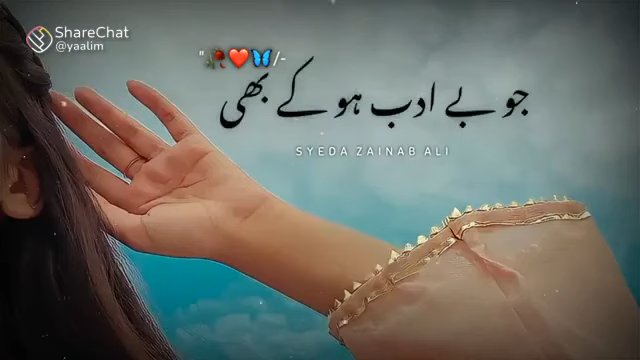 ShareChat
@yaalim
"🥀❤️🦋/-
جو بے ادب ہو کے بھی
SYEDA ZAINAB ALI